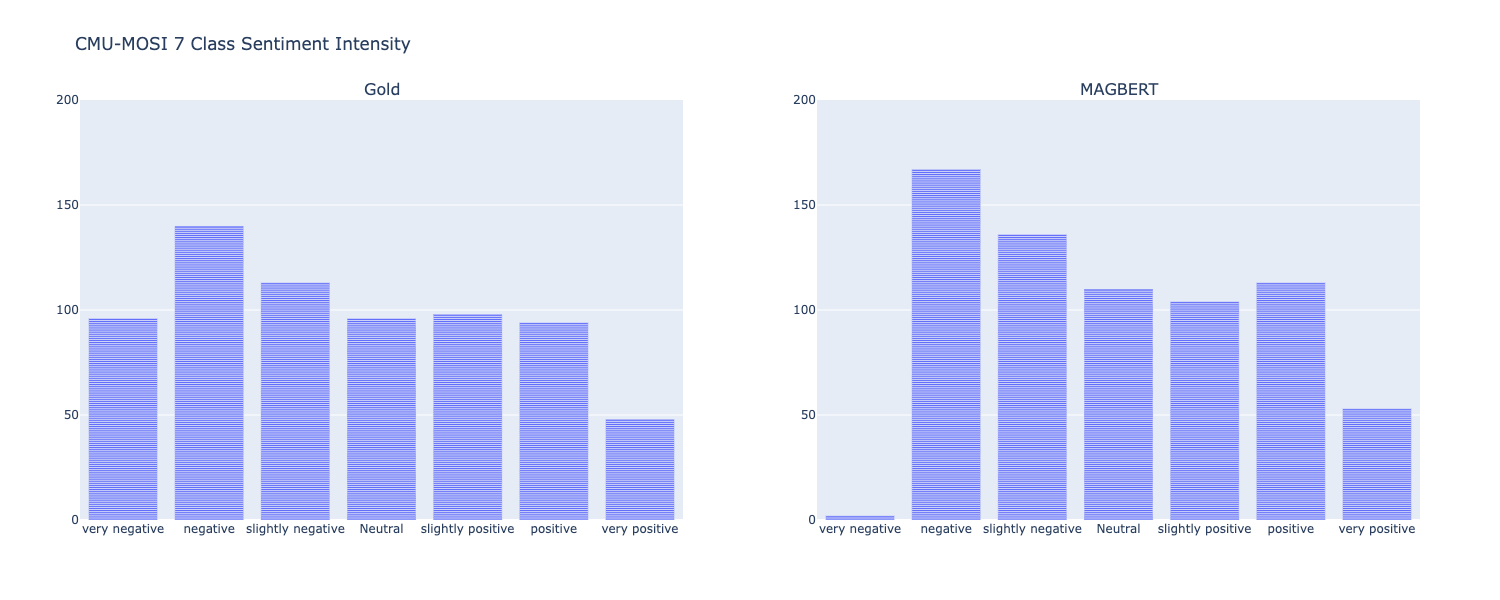 CMU-MOSI 7 Class Sentiment Intensity
Gold
200
150
100
50
0
very negative negative slightly negative Neutral slightly positive positive very positive
MAGBERT
200
150
100
50
0
very negative negative slightly negative Neutral slightly positive positive very positive